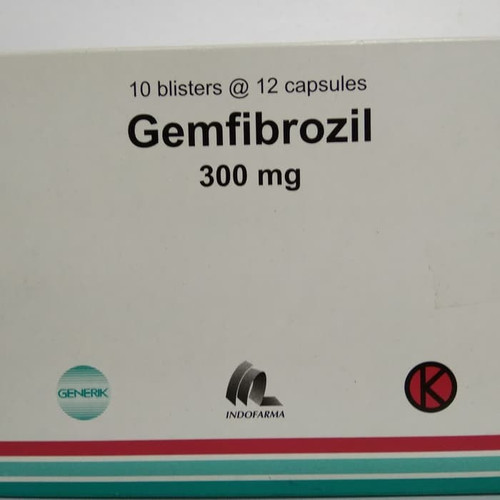 10 blisters @ 12 capsules
Gemfibrozil
300 mg
GENERIK
INDOFARMA
K